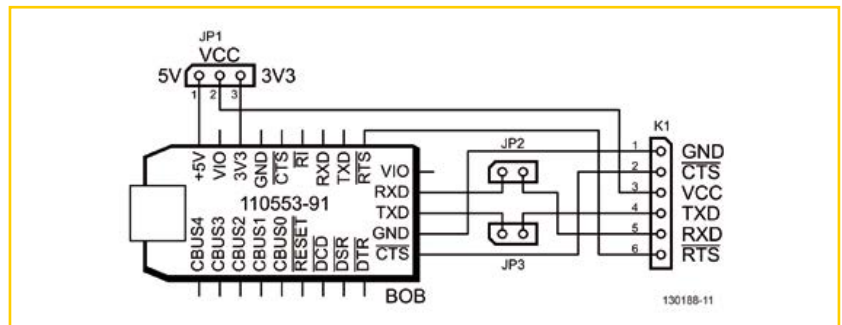 JP1
VCC
5V
3V3
1
2
3
+5V
VIO
3V3
GND
CTS
RI
RXD
TXD
RTS
VIO
RXD
TXD
GND
CTS
110553-91
CBUS4
CBUS3
CBUS2
CBUS1
CBUS0
RESET
DCD
DSR
DTR
BOB
JP2
JP3
K1
1 GND
2 CTS
3 VCC
4 TXD
5 RXD
6 RTS
130188-11